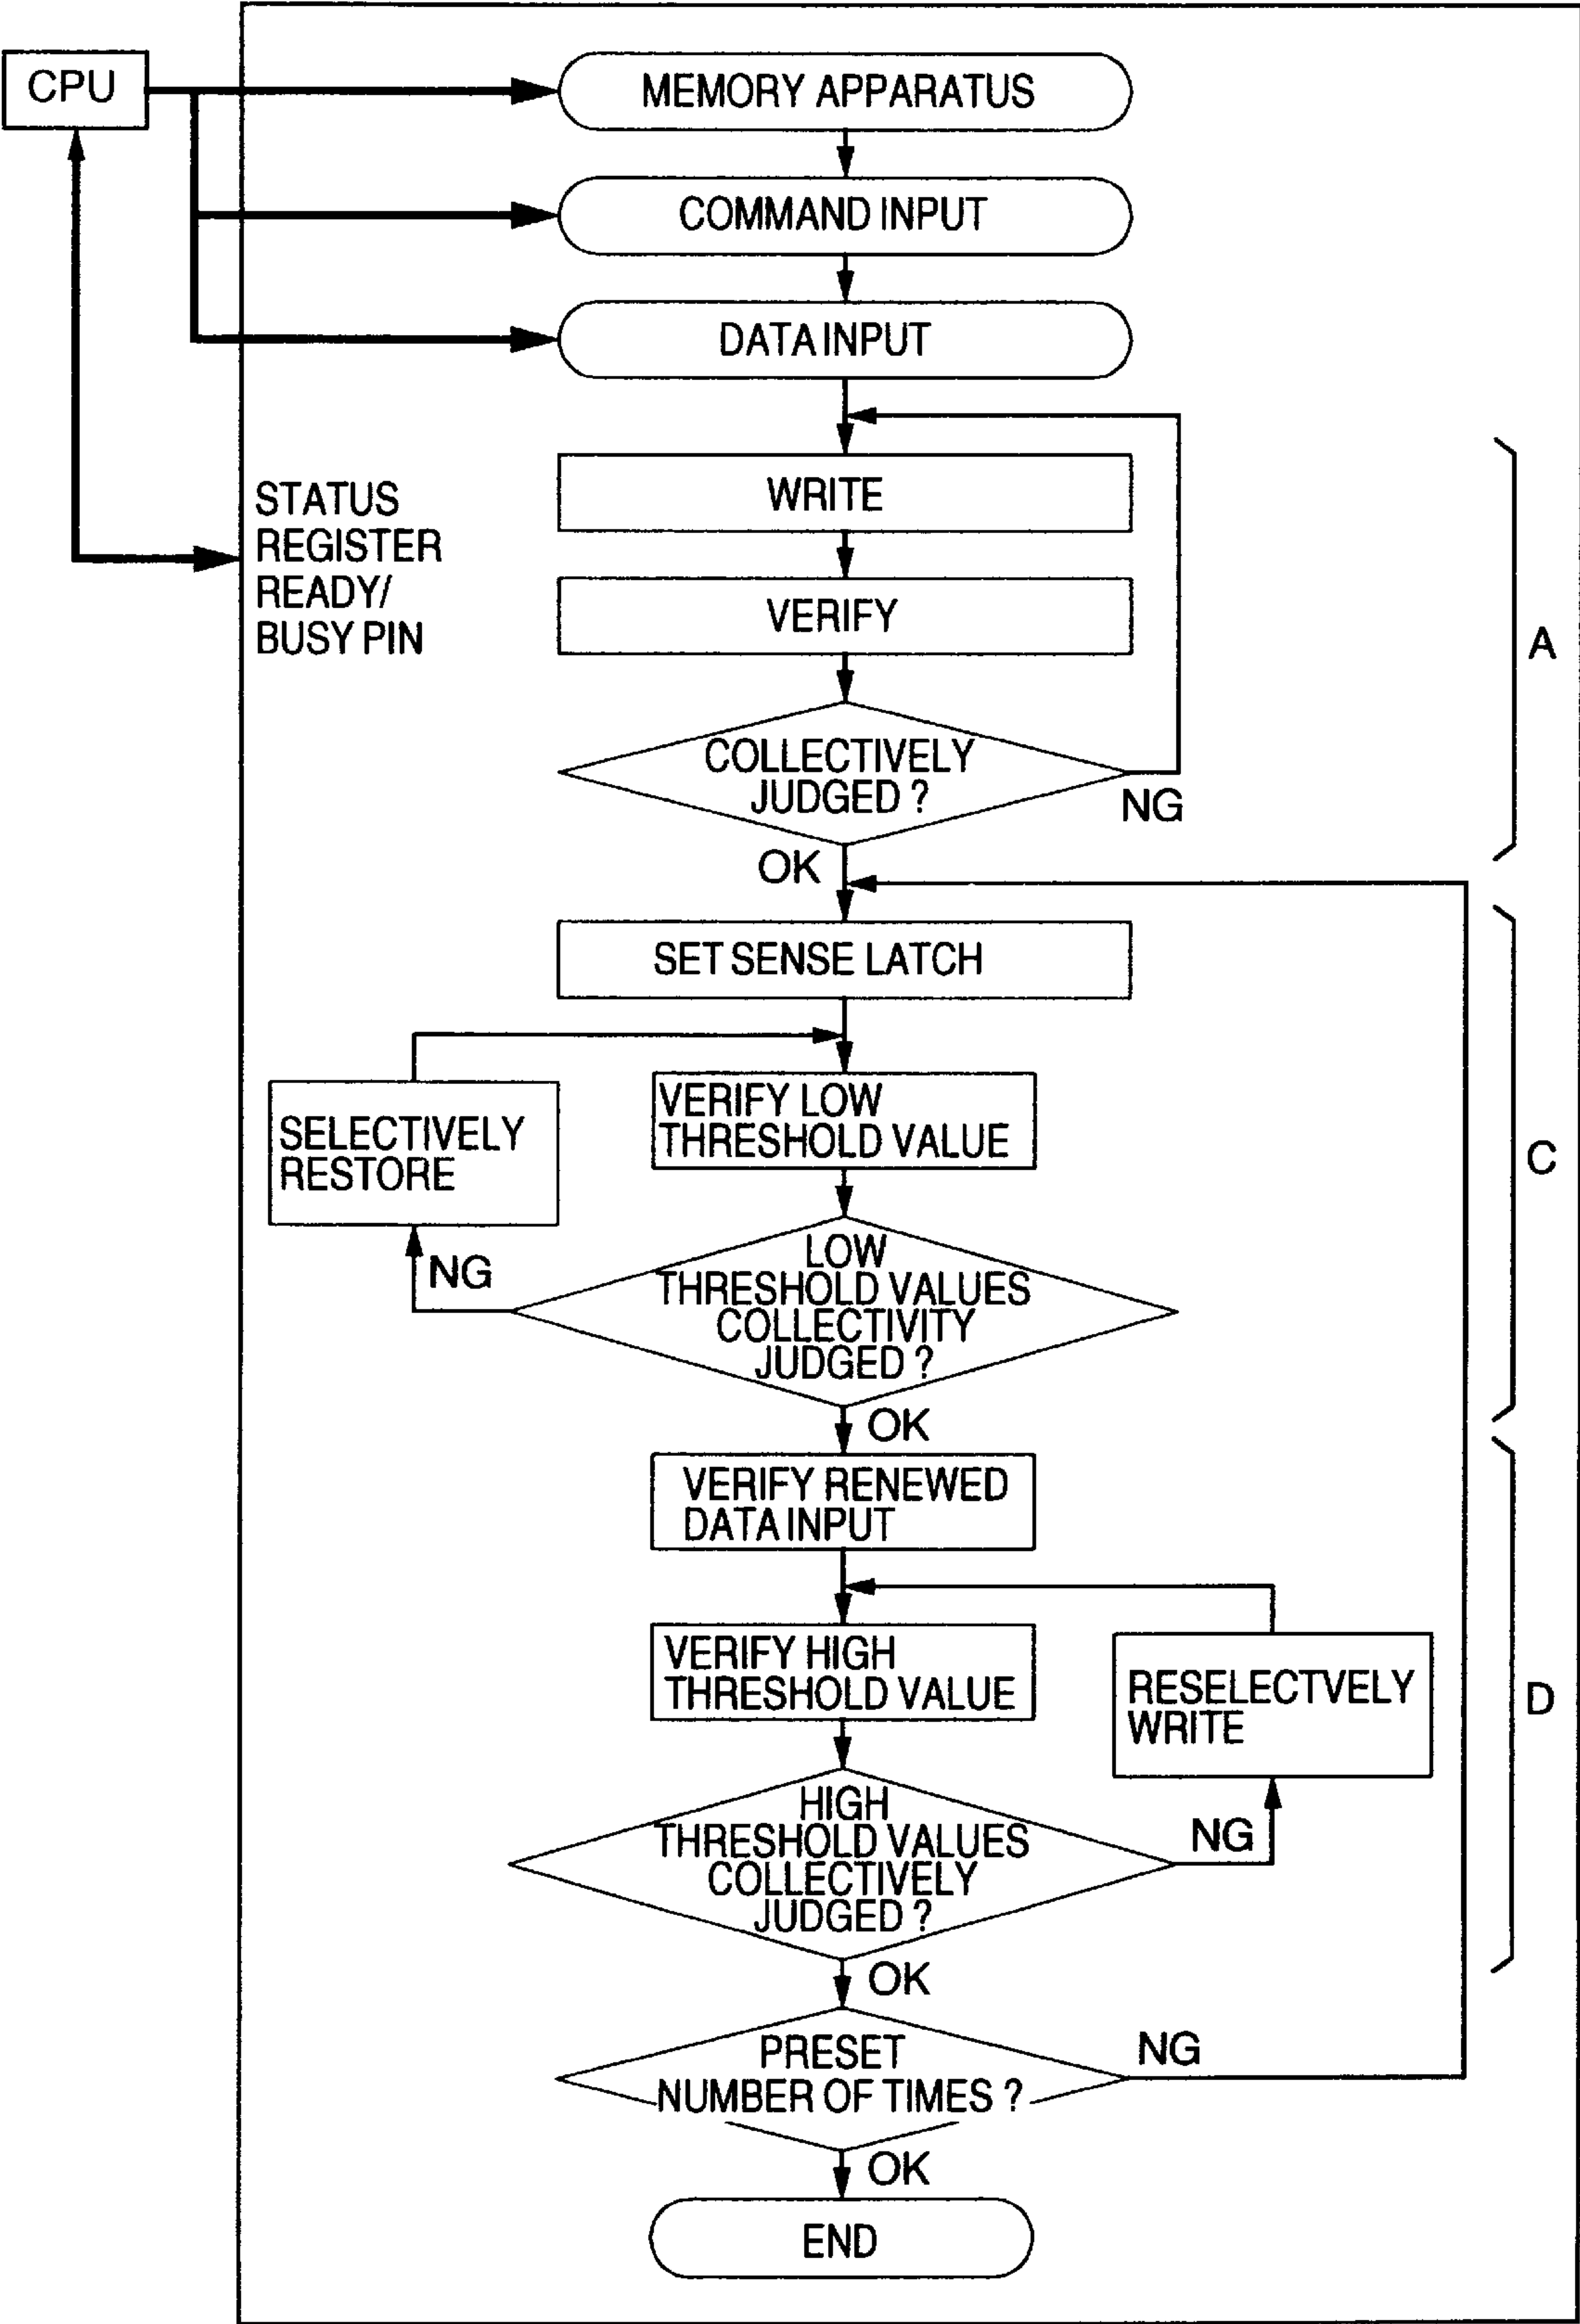 CPU
MEMORY APPARATUS
COMMAND INPUT
DATA INPUT
STATUS
REGISTER
READY/
BUSY PIN
WRITE
VERIFY
A
COLLECTIVELY
JUDGED ?
NG
OK
SET SENSE LATCH
VERIFY LOW
THRESHOLD VALUE
SELECTIVELY
RESTORE
C
NG
LOW
THRESHOLD VALUES
COLLECTIVITY
JUDGED ?
OK
VERIFY RENEWED
DATA INPUT
VERIFY HIGH
THRESHOLD VALUE
RESELECTVELY
WRITE
D
HIGH
THRESHOLD VALUES
COLLECTIVELY
JUDGED ?
NG
OK
PRESET
NUMBER OF TIMES ?
NG
OK
END